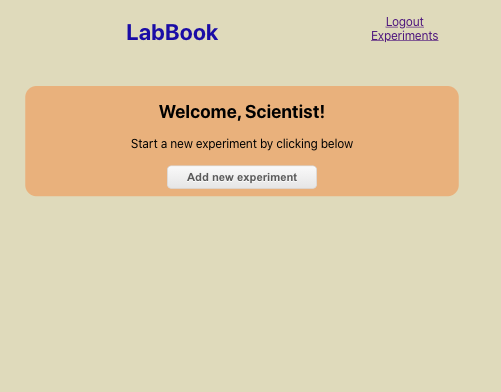 LabBook
Logout
Experiments
Welcome, Scientist!
Start a new experiment by clicking below
Add new experiment